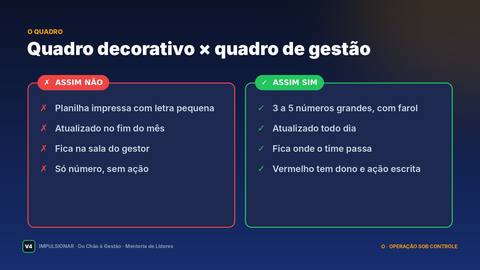 O QUADRO
Quadro decorativo × quadro de gestão
✗ ASSIM NÃO
✗ Planilha impressa com letra pequena
✗ Atualizado no fim do mês
✗ Fica na sala do gestor
✗ Só número, sem ação
✓ ASSIM SIM
✓ 3 a 5 números grandes, com farol
✓ Atualizado todo dia
✓ Fica onde o time passa
✓ Vermelho tem dono e ação escrita
V4 IMPULSIONAR · Do Chão à Gestão · Mentoria de Líderes
O · OPERAÇÃO SOB CONTROLE